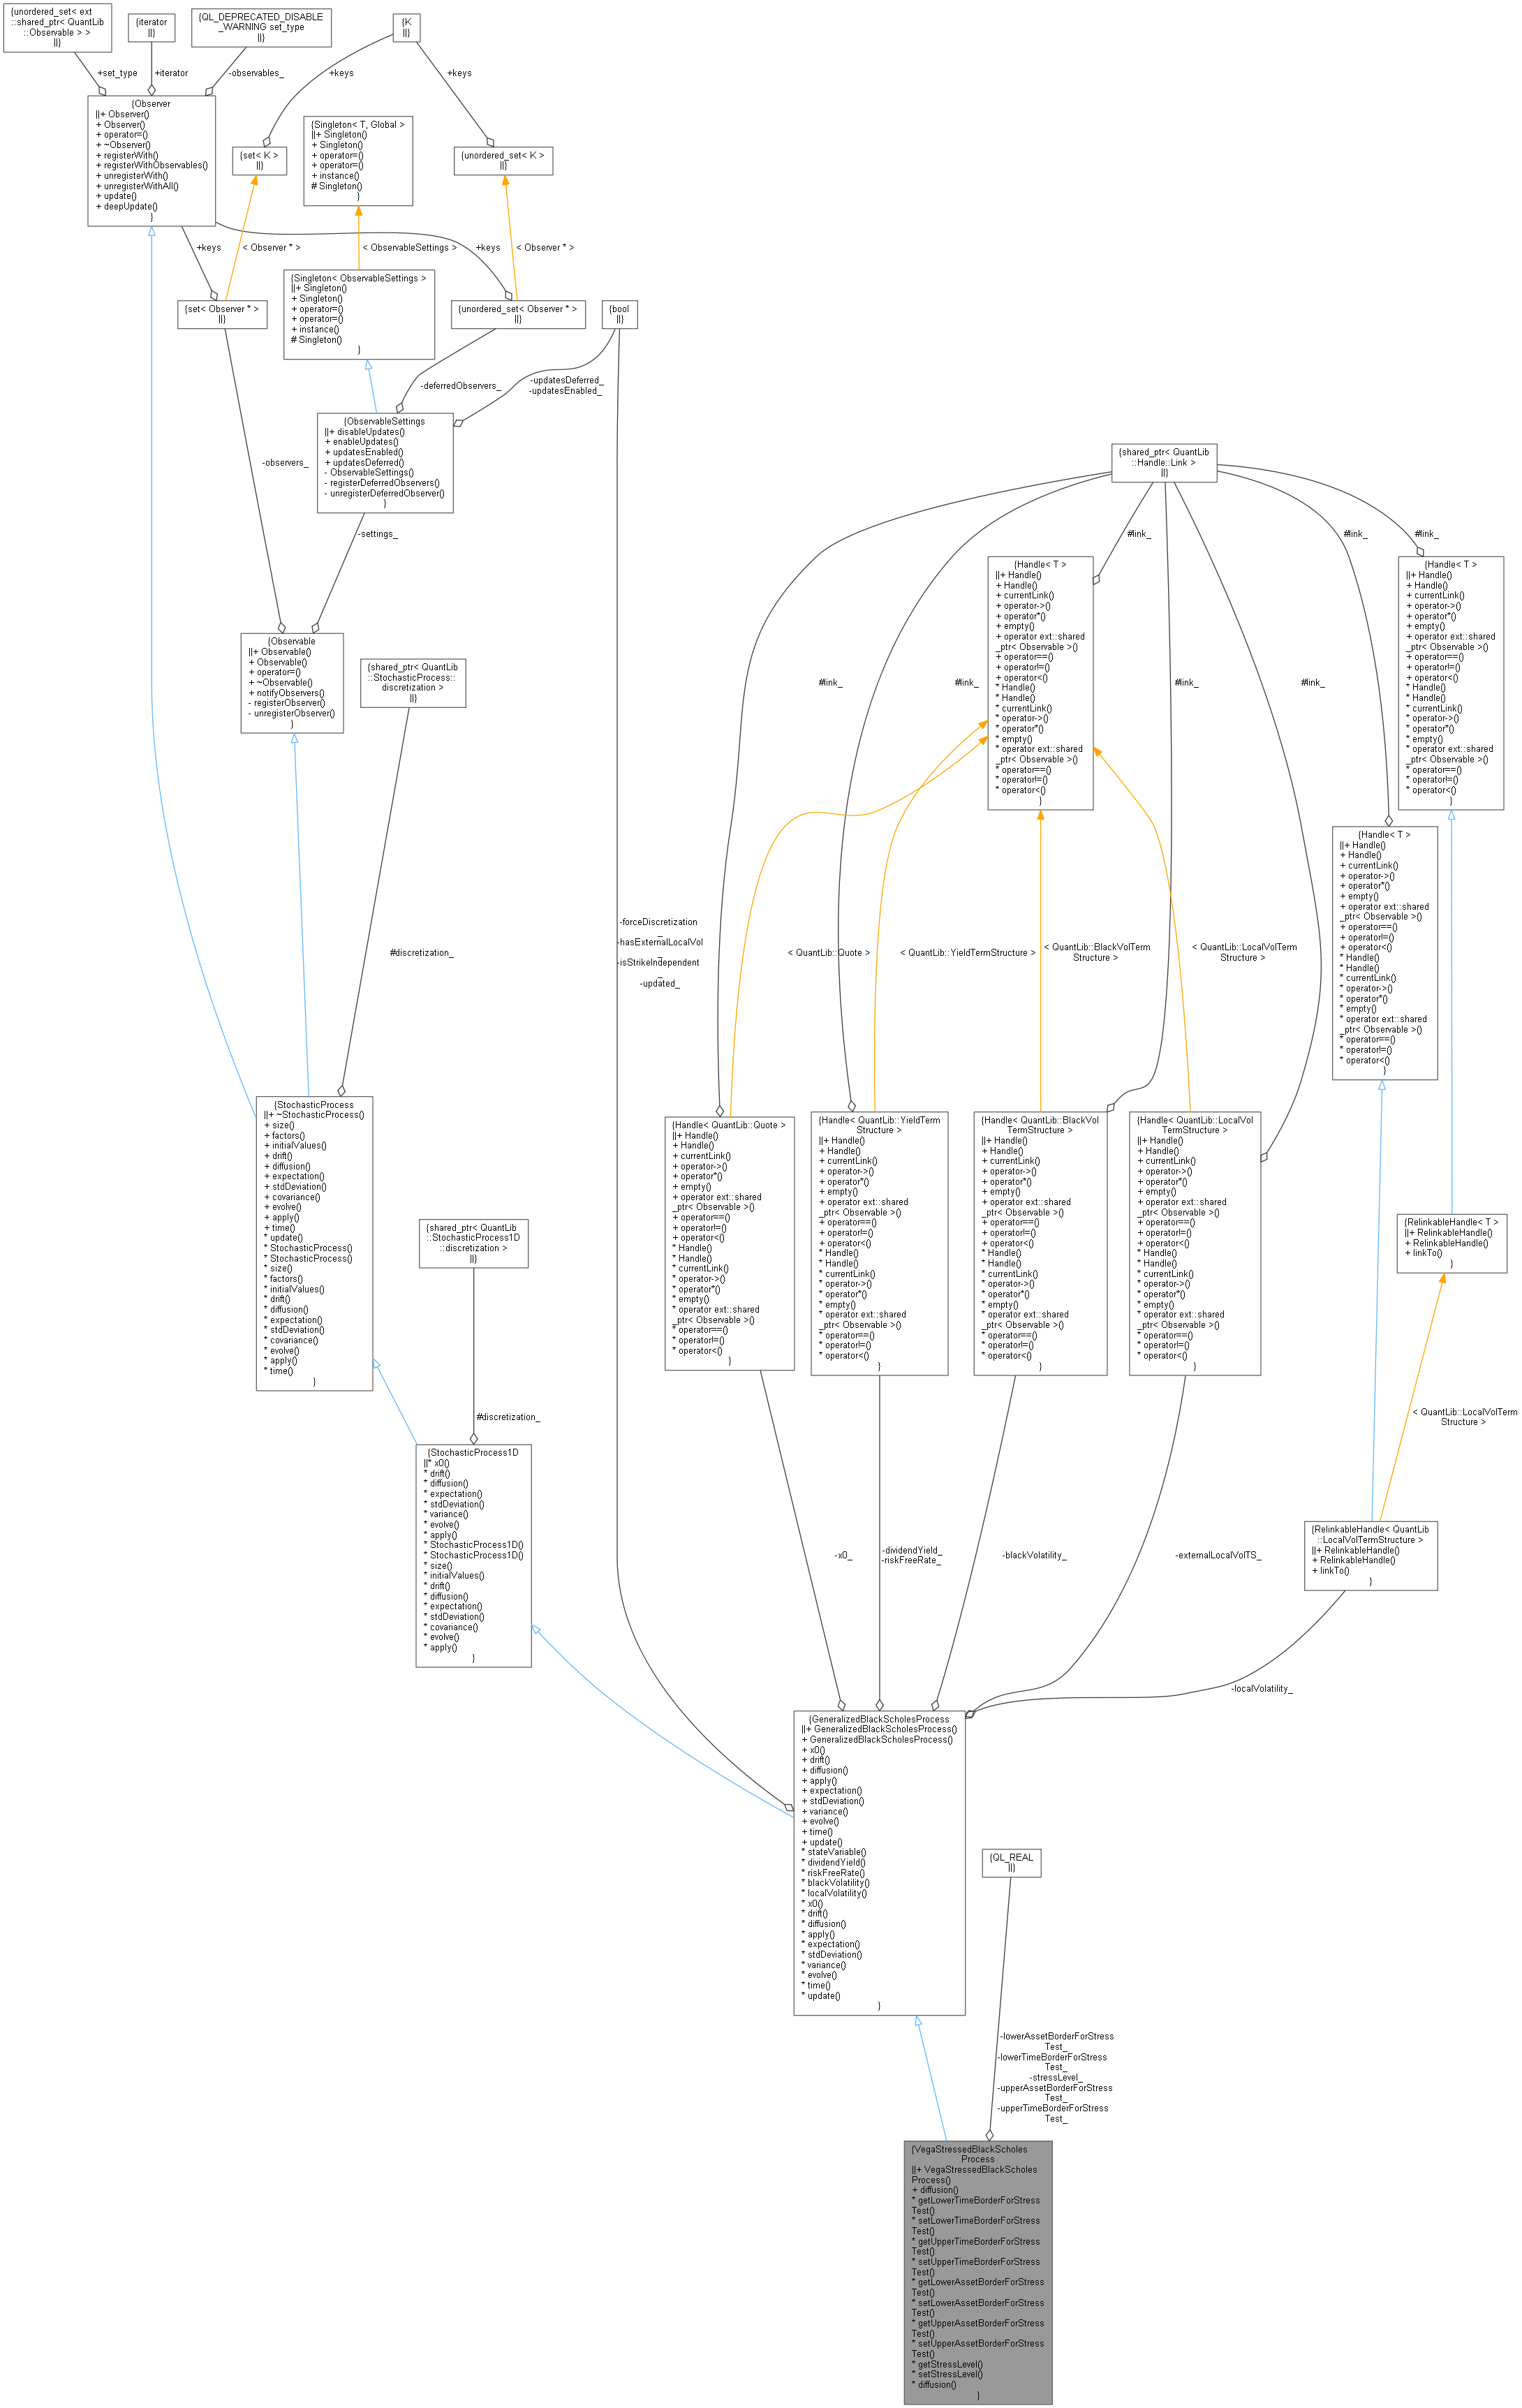 {unordered_set< ext
::shared_ptr< QuantLib
::Observable > >
||}
{iterator
||}
{QL_DEPRECATED_DISABLE
_WARNING set_type
||}
{K
||}
+set_type
+iterator
-observables_
+keys
+keys
{Observer
||+ Observer()
+ Observer()
+ operator=()
+ ~Observer()
+ registerWith()
+ registerWithObservables()
+ unregisterWith()
+ unregisterWithAll()
+ update()
+ deepUpdate()
}
{set< K >
||}
{Singleton< T, Global >
||+ Singleton()
+ Singleton()
+ operator=()
+ operator=()
+ instance()
# Singleton()
}
{unordered_set< K >
||}
+keys
< Observer * >
< ObservableSettings >
+keys
< Observer * >
{set< Observer * >
||}
{Singleton< ObservableSettings >
||+ Singleton()
+ Singleton()
+ operator=()
+ operator=()
+ instance()
# Singleton()
}
{unordered_set< Observer * >
||}
{bool
||}
-deferredObservers_
-updatesDeferred_
-updatesEnabled_
{ObservableSettings
||+ disableUpdates()
+ enableUpdates()
+ updatesEnabled()
+ updatesDeferred()
- ObservableSettings()
- registerDeferredObservers()
- unregisterDeferredObserver()
}
-observers_
-settings_
{shared_ptr< QuantLib
::Handle::Link >
||}
#link_
#link_
#link_
{Observable
||+ Observable()
+ Observable()
+ operator=()
+ ~Observable()
+ notifyObservers()
- registerObserver()
- unregisterObserver()
}
{shared_ptr< QuantLib
::StochasticProcess::
discretization >
||}
{Handle< T >
||+ Handle()
+ Handle()
+ currentLink()
+ operator->()
+ operator*()
+ empty()
+ operator ext::shared
_ptr< Observable >()
+ operator==()
+ operator!=()
+ operator<()
* Handle()
* Handle()
* currentLink()
* operator->()
* operator*()
* empty()
* operator ext::shared
_ptr< Observable >()
* operator==()
* operator!=()
* operator<()
}
{Handle< T >
||+ Handle()
+ Handle()
+ currentLink()
+ operator->()
+ operator*()
+ empty()
+ operator ext::shared
_ptr< Observable >()
+ operator==()
+ operator!=()
+ operator<()
* Handle()
* Handle()
* currentLink()
* operator->()
* operator*()
* empty()
* operator ext::shared
_ptr< Observable >()
* operator==()
* operator!=()
* operator<()
}
#link_
#link_
#link_
#link_
{Handle< T >
||+ Handle()
+ Handle()
+ currentLink()
+ operator->()
+ operator*()
+ empty()
+ operator ext::shared
_ptr< Observable >()
+ operator==()
+ operator!=()
+ operator<()
* Handle()
* Handle()
* currentLink()
* operator->()
* operator*()
* empty()
* operator ext::shared
_ptr< Observable >()
* operator==()
* operator!=()
* operator<()
}
#discretization_
-forceDiscretization
_
-hasExternalLocalVol
_
-isStrikeIndependent
_
-updated_
< QuantLib::Quote >
< QuantLib::YieldTermStructure >
< QuantLib::BlackVolTerm
Structure >
< QuantLib::LocalVolTerm
Structure >
{StochasticProcess
||+ ~StochasticProcess()
+ size()
+ factors()
+ initialValues()
+ drift()
+ diffusion()
+ expectation()
+ stdDeviation()
+ covariance()
+ evolve()
+ apply()
+ time()
* update()
* StochasticProcess()
* StochasticProcess()
* size()
* factors()
* initialValues()
* drift()
* diffusion()
* expectation()
* stdDeviation()
* covariance()
* evolve()
* apply()
* time()
}
{shared_ptr< QuantLib
::StochasticProcess1D
::discretization >
||}
{Handle< QuantLib::Quote >
||+ Handle()
+ Handle()
+ currentLink()
+ operator->()
+ operator*()
+ empty()
+ operator ext::shared
_ptr< Observable >()
+ operator==()
+ operator!=()
+ operator<()
* Handle()
* Handle()
* currentLink()
* operator->()
* operator*()
* empty()
* operator ext::shared
_ptr< Observable >()
* operator==()
* operator!=()
* operator<()
}
{Handle< QuantLib::YieldTerm
Structure >
||+ Handle()
+ Handle()
+ currentLink()
+ operator->()
+ operator*()
+ empty()
+ operator ext::shared
_ptr< Observable >()
+ operator==()
+ operator!=()
+ operator<()
* Handle()
* Handle()
* currentLink()
* operator->()
* operator*()
* empty()
* operator ext::shared
_ptr< Observable >()
* operator==()
* operator!=()
* operator<()
}
{Handle< QuantLib::BlackVol
TermStructure >
||+ Handle()
+ Handle()
+ currentLink()
+ operator->()
+ operator*()
+ empty()
+ operator ext::shared
_ptr< Observable >()
+ operator==()
+ operator!=()
+ operator<()
* Handle()
* Handle()
* currentLink()
* operator->()
* operator*()
* empty()
* operator ext::shared
_ptr< Observable >()
* operator==()
* operator!=()
* operator<()
}
{Handle< QuantLib::LocalVol
TermStructure >
||+ Handle()
+ Handle()
+ currentLink()
+ operator->()
+ operator*()
+ empty()
+ operator ext::shared
_ptr< Observable >()
+ operator==()
+ operator!=()
+ operator<()
* Handle()
* Handle()
* currentLink()
* operator->()
* operator*()
* empty()
* operator ext::shared
_ptr< Observable >()
* operator==()
* operator!=()
* operator<()
}
{RelinkableHandle< T >
||+ RelinkableHandle()
+ RelinkableHandle()
+ linkTo()
}
#discretization_
< QuantLib::LocalVolTerm
Structure >
{StochasticProcess1D
||* x0()
* drift()
* diffusion()
* expectation()
* stdDeviation()
* variance()
* evolve()
* apply()
* StochasticProcess1D()
* StochasticProcess1D()
* size()
* initialValues()
* drift()
* diffusion()
* expectation()
* stdDeviation()
* covariance()
* evolve()
* apply()
}
{RelinkableHandle< QuantLib
::LocalVolTermStructure >
||+ RelinkableHandle()
+ RelinkableHandle()
+ linkTo()
}
-x0_
-dividendYield_
-riskFreeRate_
-blackVolatility_
-externalLocalVolTS_
-localVolatility_
{GeneralizedBlackScholesProcess
||+ GeneralizedBlackScholesProcess()
+ GeneralizedBlackScholesProcess()
+ x0()
+ drift()
+ diffusion()
+ apply()
+ expectation()
+ stdDeviation()
+ variance()
+ evolve()
+ time()
+ update()
* stateVariable()
* dividendYield()
* riskFreeRate()
* blackVolatility()
* localVolatility()
* x0()
* drift()
* diffusion()
* apply()
* expectation()
* stdDeviation()
* variance()
* evolve()
* time()
* update()
}
{QL_REAL
||}
-lowerAssetBorderForStress
Test_
-lowerTimeBorderForStress
Test_
-stressLevel_
-upperAssetBorderForStress
Test_
-upperTimeBorderForStress
Test_
{VegaStressedBlackScholes
Process
||+ VegaStressedBlackScholes
Process()
+ diffusion()
* getLowerTimeBorderForStress
Test()
* setLowerTimeBorderForStress
Test()
* getUpperTimeBorderForStress
Test()
* setUpperTimeBorderForStress
Test()
* getLowerAssetBorderForStress
Test()
* setLowerAssetBorderForStress
Test()
* getUpperAssetBorderForStress
Test()
* setUpperAssetBorderForStress
Test()
* getStressLevel()
* setStressLevel()
* diffusion()
}